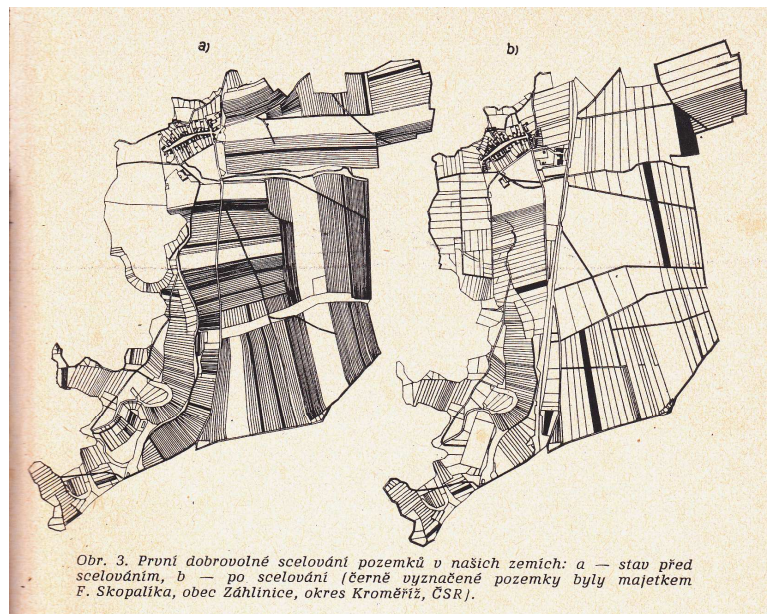 a) b)
Obr. 3. První dobrovolné scelování pozemků v našich zemích: a — stav před
scelováním, b — po scelování (černě vyznačené pozemky byly majetkem
F. Skopalíka, obec Záhlinice, okres Kroměříž, ČSR).